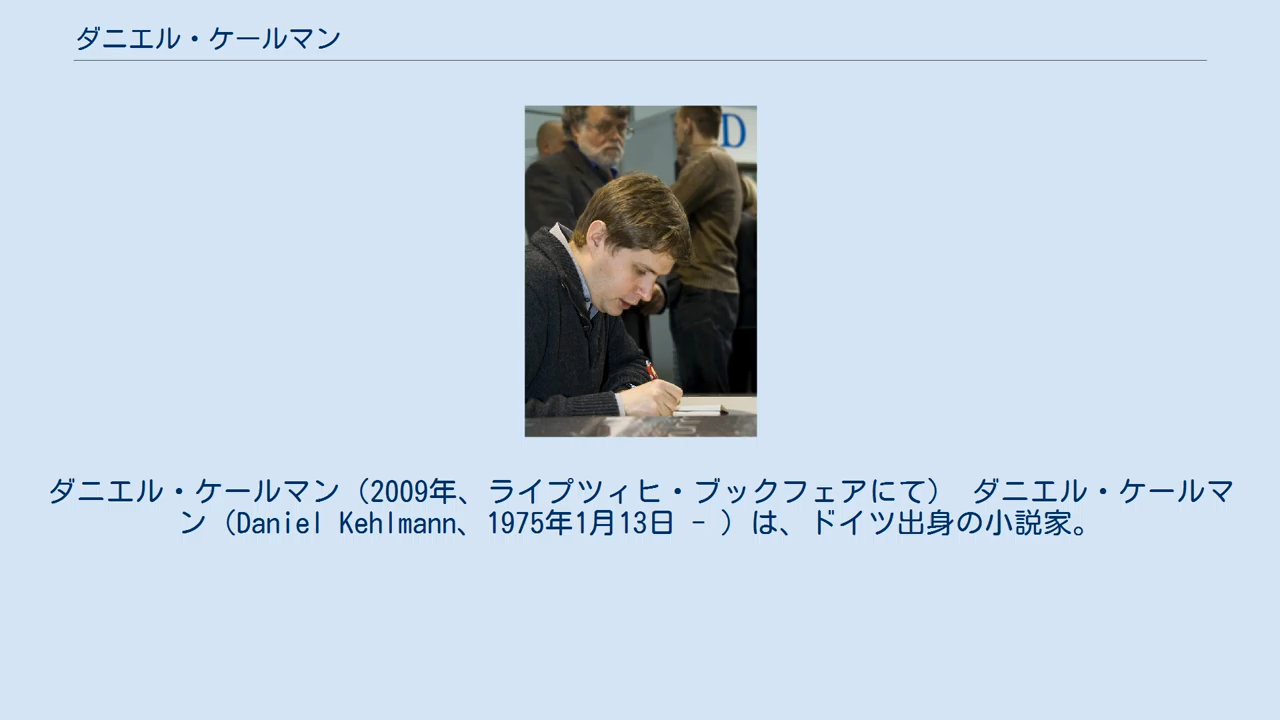 ダニエル・ケールマン
D
ダニエル・ケールマン（2009年、ライプツィヒ・ブックフェアにて） ダニエル・ケールマ
ン（Daniel Kehlmann、1975年1月13日 - ）は、ドイツ出身の小説家。